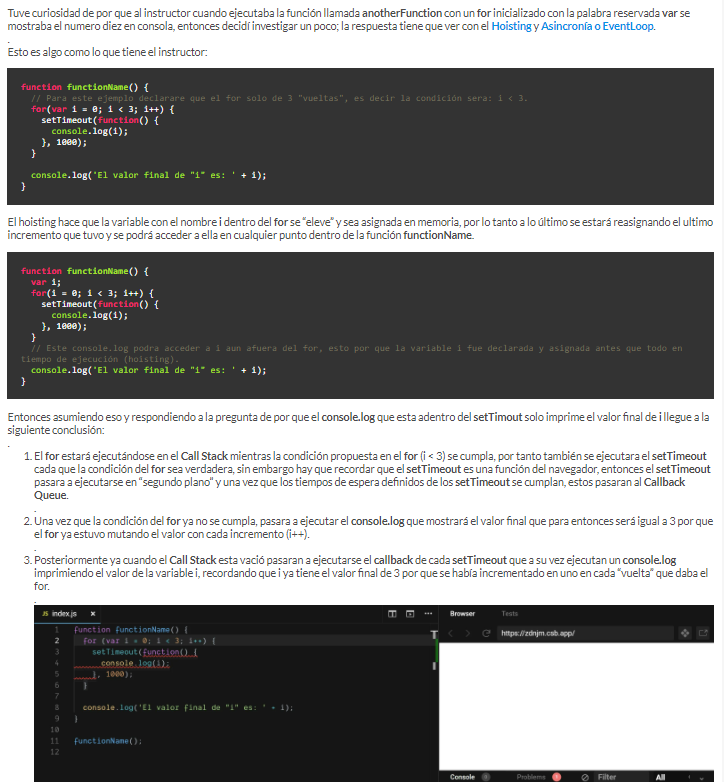 Tuve curiosidad de por que al instructor cuando ejecutaba la función llamada anotherFunction con un for inicializado con la palabra reservada var se
mostraba el numero diez en consola, entonces decidí investigar un poco; la respuesta tiene que ver con el Hoisting y Asincronía o EventLoop.
.
Esto es algo como lo que tiene el instructor:
function functionName() {
// Para este ejemplo declarare que el for solo de 3 "vueltas", es decir la condición sera: i < 3.
for(var i = 0; i < 3; i++) {
setTimeout(function() {
console.log(i);
}, 1000);
}
console.log('El valor final de "i" es: ' + i);
}
El hoisting hace que la variable con el nombre i dentro del for se "eleve" y sea asignada en memoria, por lo tanto a lo último se estará reasignando el ultimo
incremento que tuvo y se podrá acceder a ella en cualquier punto dentro de la función functionName.
function functionName() {
var i;
for(i = 0; i < 3; i++) {
setTimeout(function() {
console.log(i);
}, 1000);
}
// Este console.log podra acceder a i aun afuera del for, esto por que la variable i fue declarada y asignada antes que todo en
tiempo de ejecución (hoisting).
console.log('El valor final de "i" es: ' + i);
}
Entonces asumiendo eso y respondiendo a la pregunta de por que el console.log que esta adentro del setTimout solo imprime el valor final de i llegue a la
siguiente conclusión:
.
1. El for estará ejecutándose en el Call Stack mientras la condición propuesta en el for (i < 3) se cumpla, por tanto también se ejecutara el setTimeout
cada que la condición del for sea verdadera, sin embargo hay que recordar que el setTimeout es una función del navegador, entonces el setTimeout
pasara a ejecutarse en "segundo plano" y una vez que los tiempos de espera definidos de los setTimeout se cumplan, estos pasaran al Callback
Queue.
.
2. Una vez que la condición del for ya no se cumpla, pasara a ejecutar el console.log que mostrará el valor final que para entonces será igual a 3 por que
el for ya estuvo mutando el valor con cada incremento (i++).
.
3. Posteriormente ya cuando el Call Stack esta vació pasaran a ejecutarse el callback de cada setTimeout que a su vez ejecutan un console.log
imprimiendo el valor de la variable i, recordando que i ya tiene el valor final de 3 por que se había incrementado en uno en cada "vuelta" que daba el
for.
.
JS index.js x
Browser Tests
https://zdnjm.csb.app/
1 function functionName() {
2 for (var i = 0; i < 3; i++) {
3 setTimeout(function() {
4 console.log(i);
5 }, 1000);
6 }
7
8 console.log('El valor final de "i" es: ' + i);
9 }
10
11 functionName();
12
Console Problems Filter All